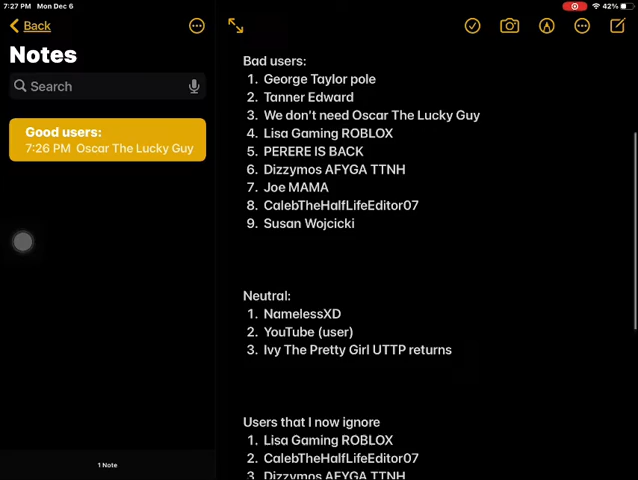 7:27 PM Mon Dec 6
42%
Back
Notes
Search
Good users:
7:26 PM Oscar The Lucky Guy
1 Note
Bad users:
1. George Taylor pole
2. Tanner Edward
3. We don't need Oscar The Lucky Guy
4. Lisa Gaming ROBLOX
5. PERERE IS BACK
6. Dizzymos AFYGA TTNH
7. Joe MAMA
8. CalebTheHalfLifeEditor07
9. Susan Wojcicki
Neutral:
1. NamelessXD
2. YouTube (user)
3. Ivy The Pretty Girl UTTP returns
Users that I now ignore
1. Lisa Gaming ROBLOX
2. CalebTheHalfLifeEditor07
3. Dizzymos AFYGA TTNH